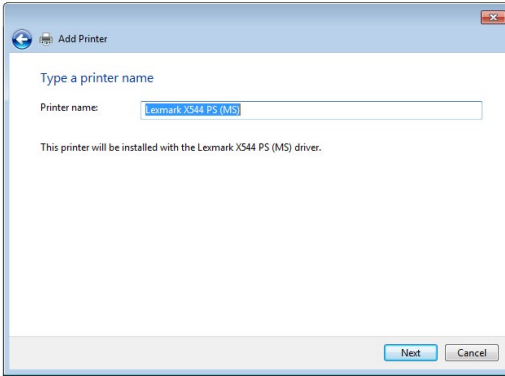 Add Printer
Type a printer name
Printer name: Lexmark X544 PS (MS)
This printer will be installed with the Lexmark X544 PS (MS) driver.
Next Cancel